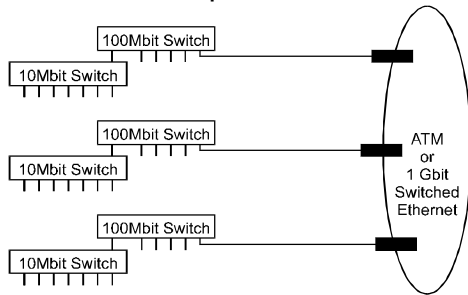 100Mbit Switch
10Mbit Switch
100Mbit Switch
10Mbit Switch
100Mbit Switch
10Mbit Switch
ATM
or
1 Gbit
Switched
Ethernet